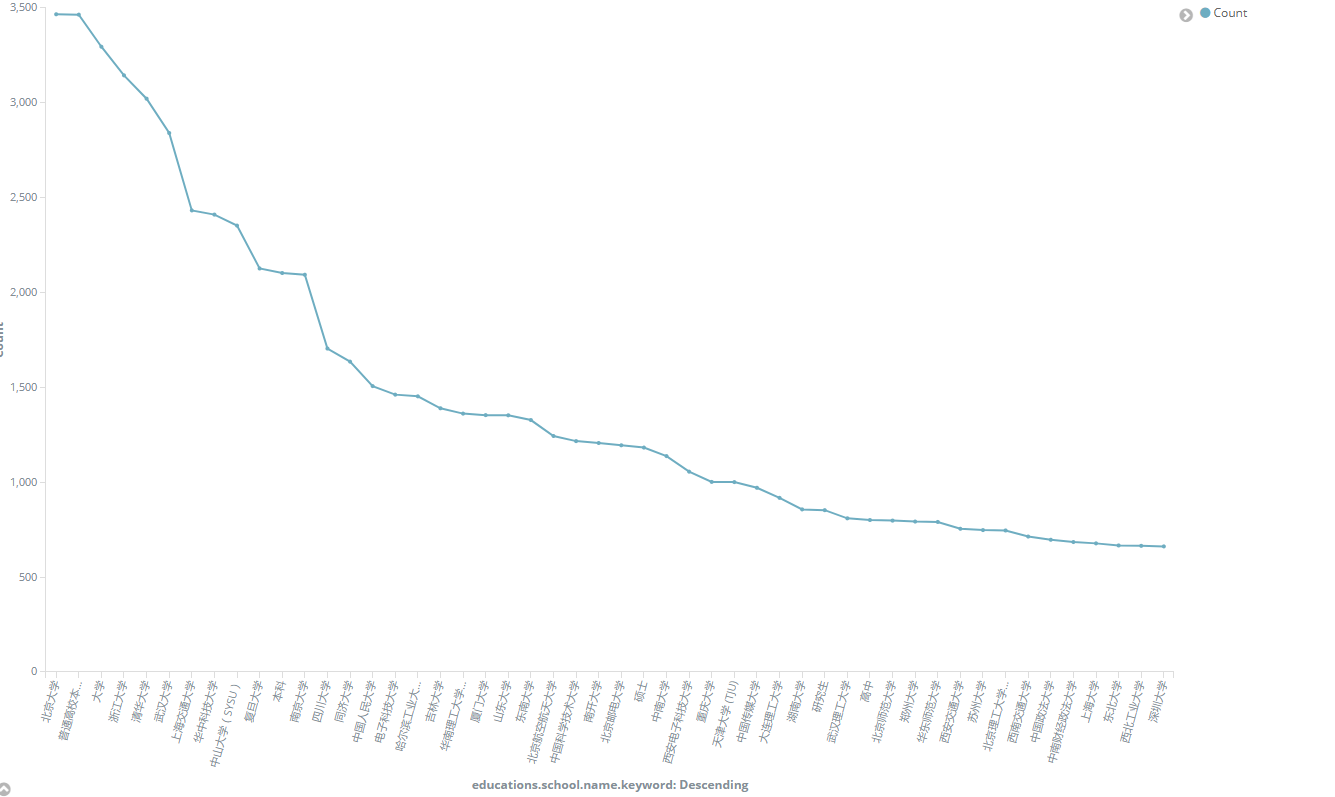 3,500
3,000
2,500
2,000
1,500
1,000
500
0
Count
北京大学
普通高校本...
大学
浙江大学
清华大学
武汉大学
上海交通大学
华中科技大学
中山大学 ( SYSU )
复旦大学
本科
南京大学
四川大学
同济大学
中国人民大学
电子科技大学
哈尔滨工业大...
吉林大学
华南理工大学...
厦门大学
山东大学
东南大学
北京航空航天大学
中国科学技术大学
南开大学
北京邮电大学
硕士
中南大学
西安电子科技大学
重庆大学
天津大学 (TJU)
中国传媒大学
大连理工大学
湖南大学
研究生
武汉理工大学
高中
北京师范大学
郑州大学
华东师范大学
西安交通大学
苏州大学
北京理工大学...
西南交通大学
中国政法大学
中南财经政法大学
上海大学
东北大学
西北工业大学
深圳大学
educations.school.name.keyword: Descending
Count